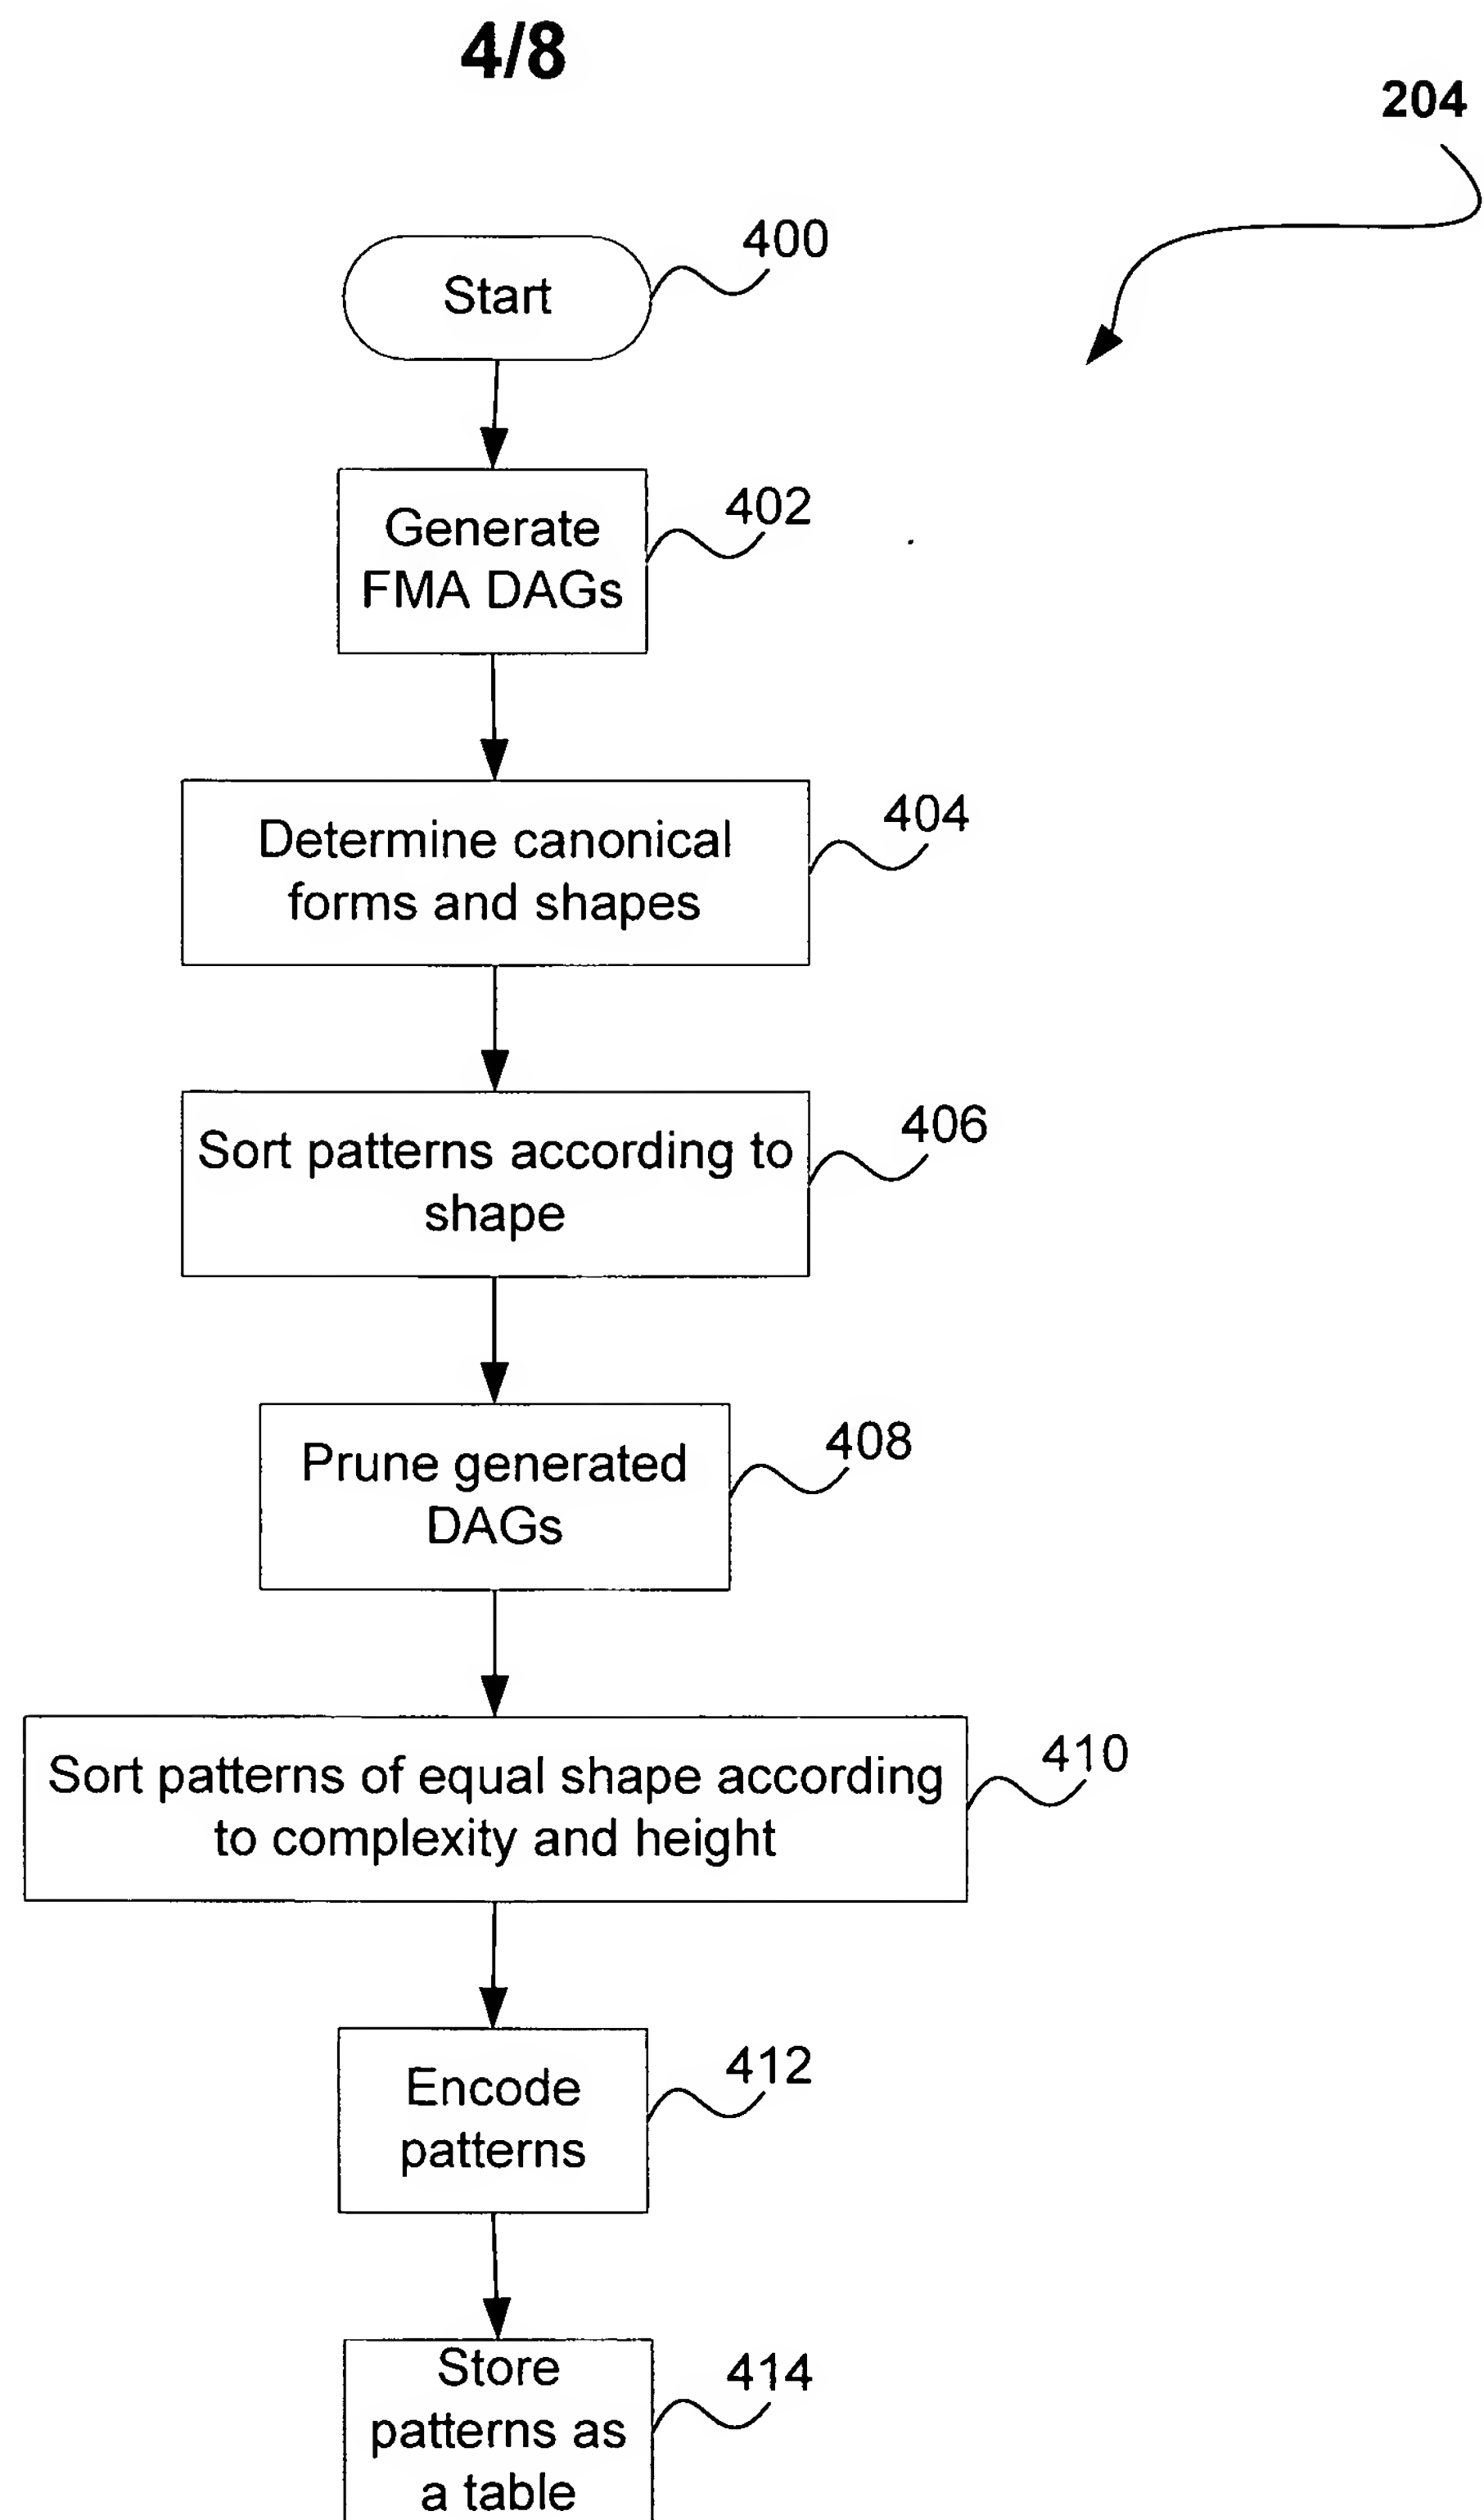 4/8
204
400
Start
402
Generate
FMA DAGs
404
Determine canonical
forms and shapes
406
Sort patterns according to
shape
408
Prune generated
DAGs
410
Sort patterns of equal shape according
to complexity and height
412
Encode
patterns
414
Store
patterns as
a table